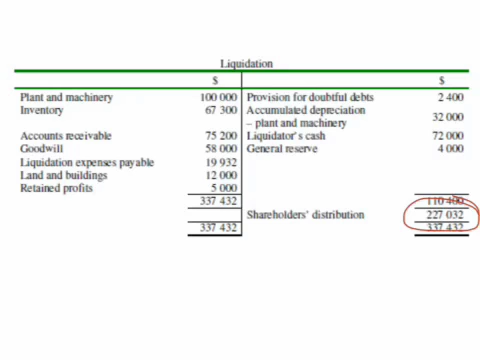 Liquidation
$ $
Plant and machinery 100 000 Provision for doubtful debts 2 400
Inventory 67 300 Accumulated depreciation
– plant and machinery 32 000
Accounts receivable 75 200 Liquidator's cash 72 000
Goodwill 58 000 General reserve 4 000
Liquidation expenses payable 19 932
Land and buildings 12 000
Retained profits 5 000
337 432 110 400
Shareholders' distribution 227 032
337 432 337 432